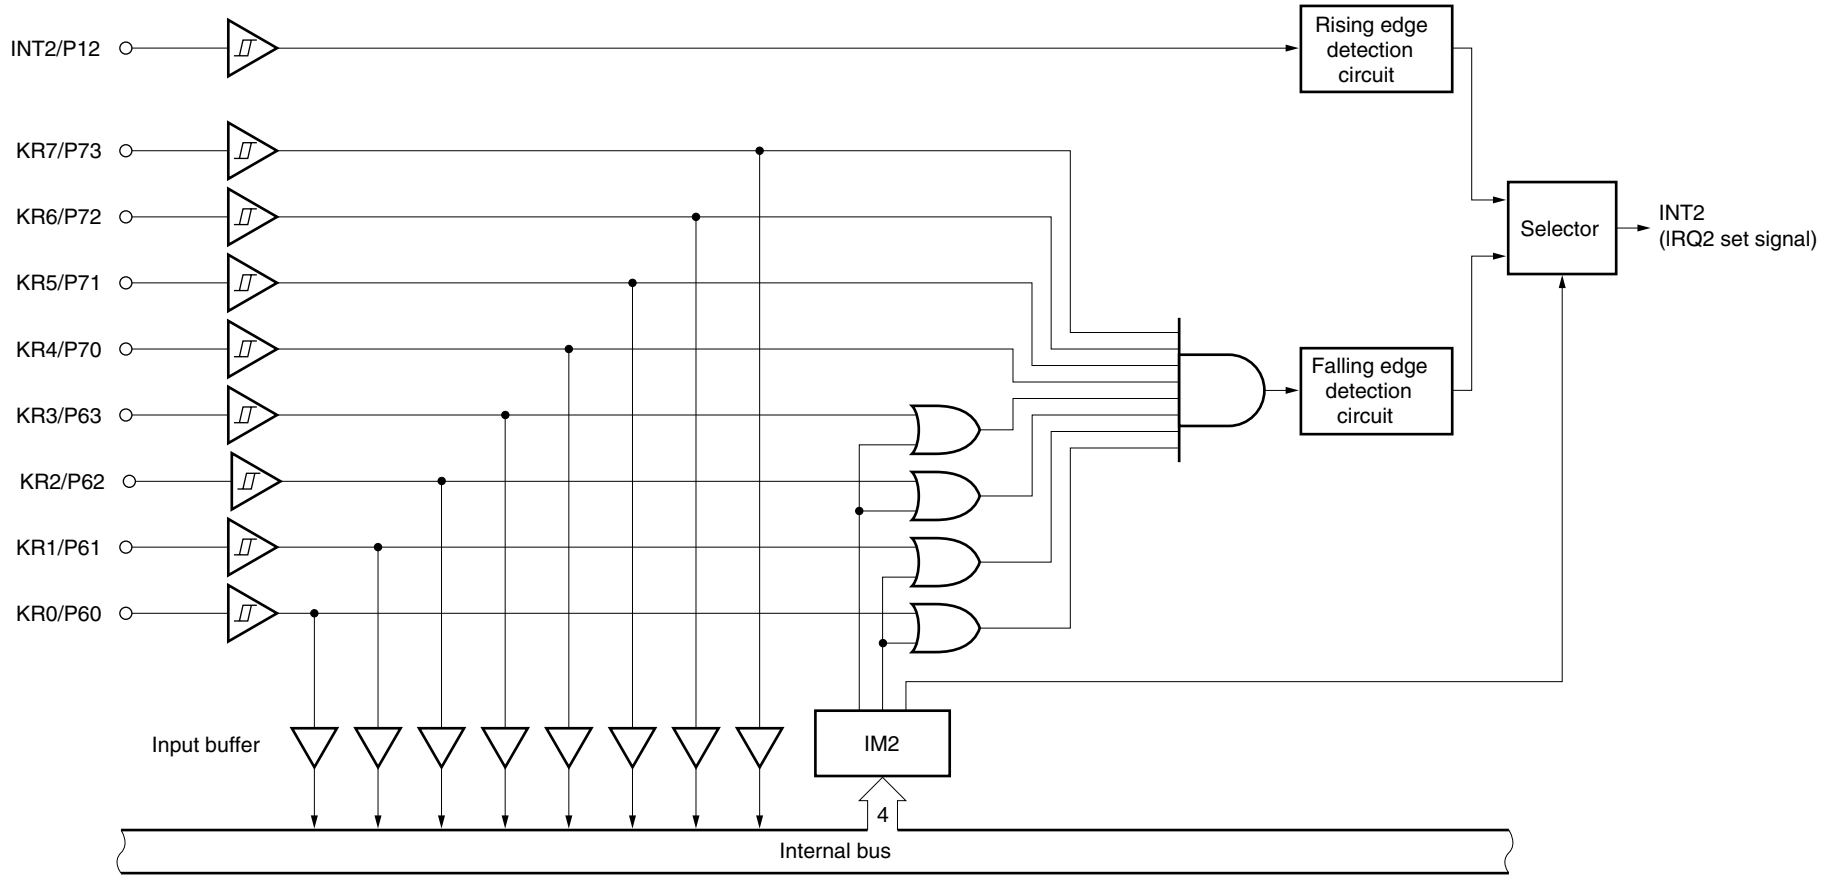 INT2/P12
Rising edge
detection
circuit
KR7/P73
KR6/P72
KR5/P71
KR4/P70
KR3/P63
KR2/P62
KR1/P61
KR0/P60
Selector
INT2
(IRQ2 set signal)
Falling edge
detection
circuit
Input buffer
IM2
4
Internal bus